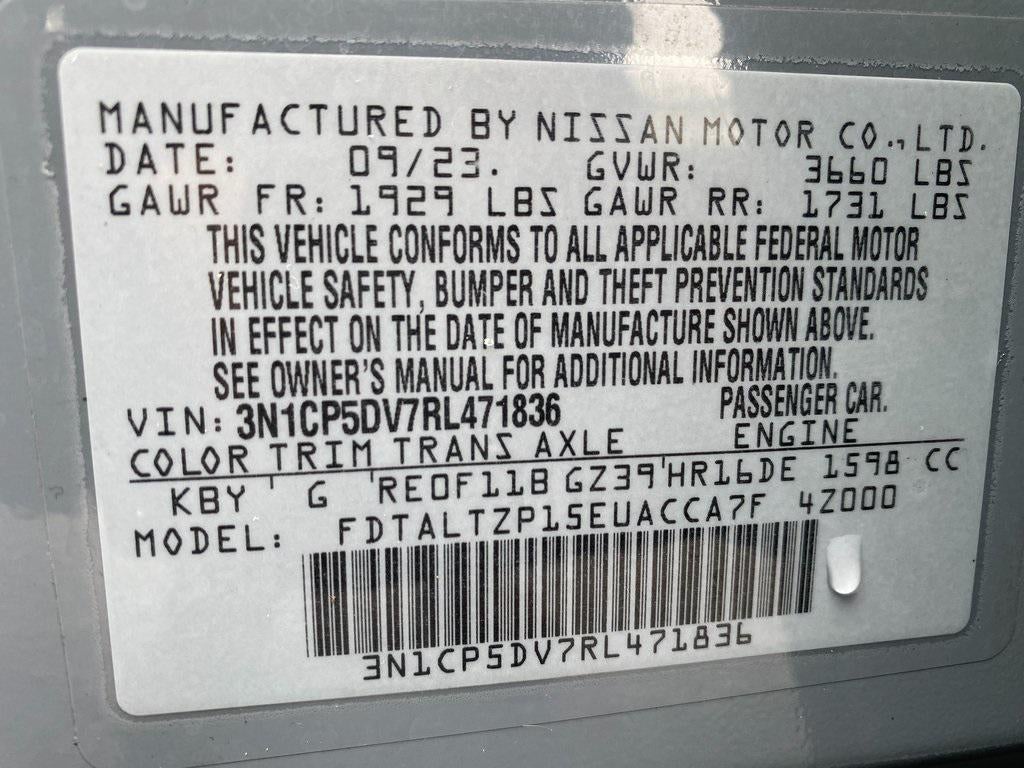 MANUFACTURED BY NISSAN MOTOR CO.,LTD.
DATE: 09/23. GVWR: 3660 LBS
GAWR FR: 1929 LBS GAWR RR: 1731 LBS
THIS VEHICLE CONFORMS TO ALL APPLICABLE FEDERAL MOTOR
VEHICLE SAFETY, BUMPER AND THEFT PREVENTION STANDARDS
IN EFFECT ON THE DATE OF MANUFACTURE SHOWN ABOVE.
SEE OWNER'S MANUAL FOR ADDITIONAL INFORMATION.
VIN: 3N1CP5DV7RL471836 PASSENGER CAR.
COLOR TRIM TRANS AXLE ENGINE
KBY G RE0F11B GZ39 HR16DE 1598 CC
MODEL: FDTALTZP15EUACCA7F 4Z000
3N1CP5DV7RL471836